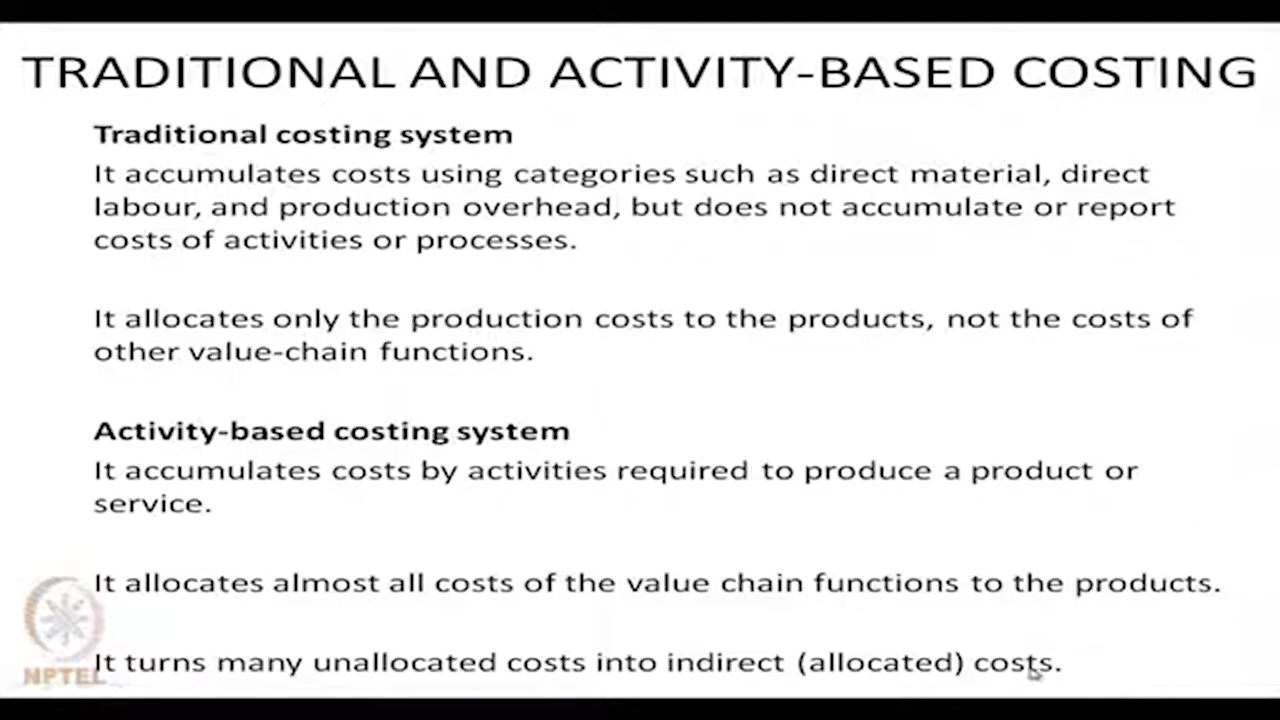 TRADITIONAL AND ACTIVITY-BASED COSTING
Traditional costing system
It accumulates costs using categories such as direct material, direct
labour, and production overhead, but does not accumulate or report
costs of activities or processes.
It allocates only the production costs to the products, not the costs of
other value-chain functions.
Activity-based costing system
It accumulates costs by activities required to produce a product or
service.
It allocates almost all costs of the value chain functions to the products.
It turns many unallocated costs into indirect (allocated) costs.
NPTEL